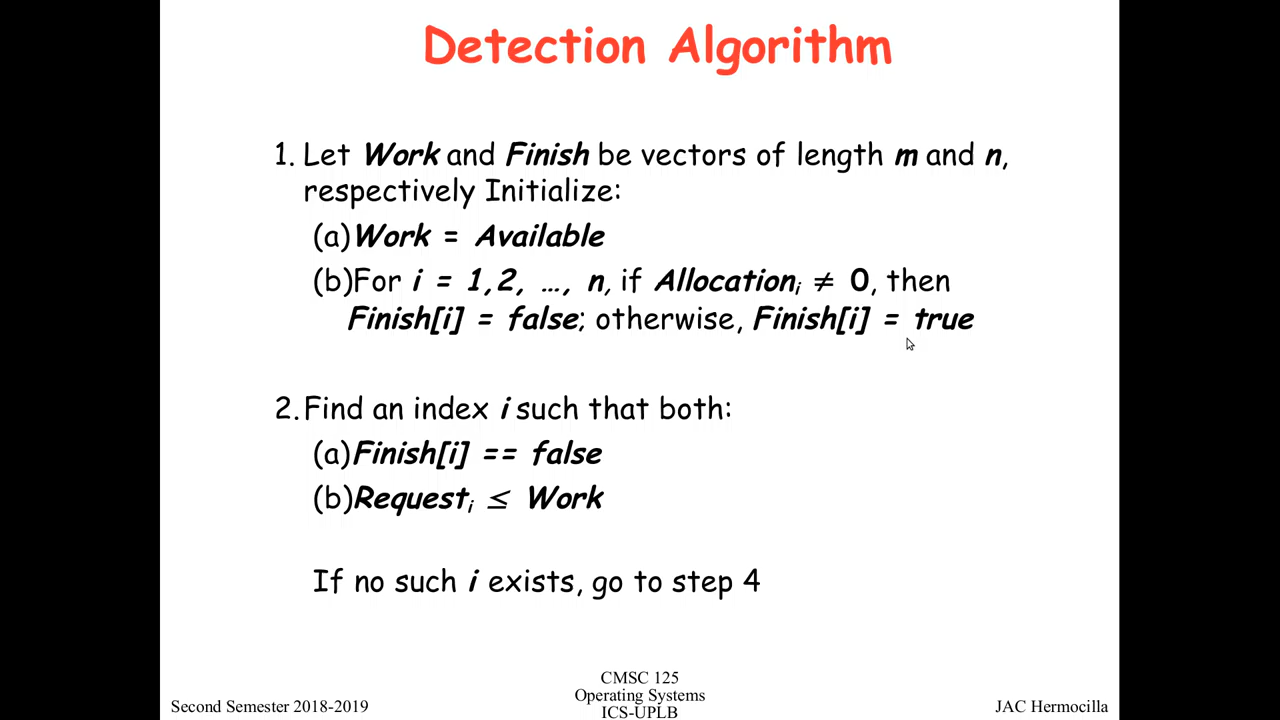 Detection Algorithm
1. Let Work and Finish be vectors of length m and n,
respectively Initialize:
(a)Work = Available
(b)For i = 1,2, …, n, if Allocationᵢ ≠ 0, then
Finish[i] = false; otherwise, Finish[i] = true
2. Find an index i such that both:
(a)Finish[i] == false
(b)Requestᵢ ≤ Work
If no such i exists, go to step 4
Second Semester 2018-2019
CMSC 125
Operating Systems
ICS-UPLB
JAC Hermocilla